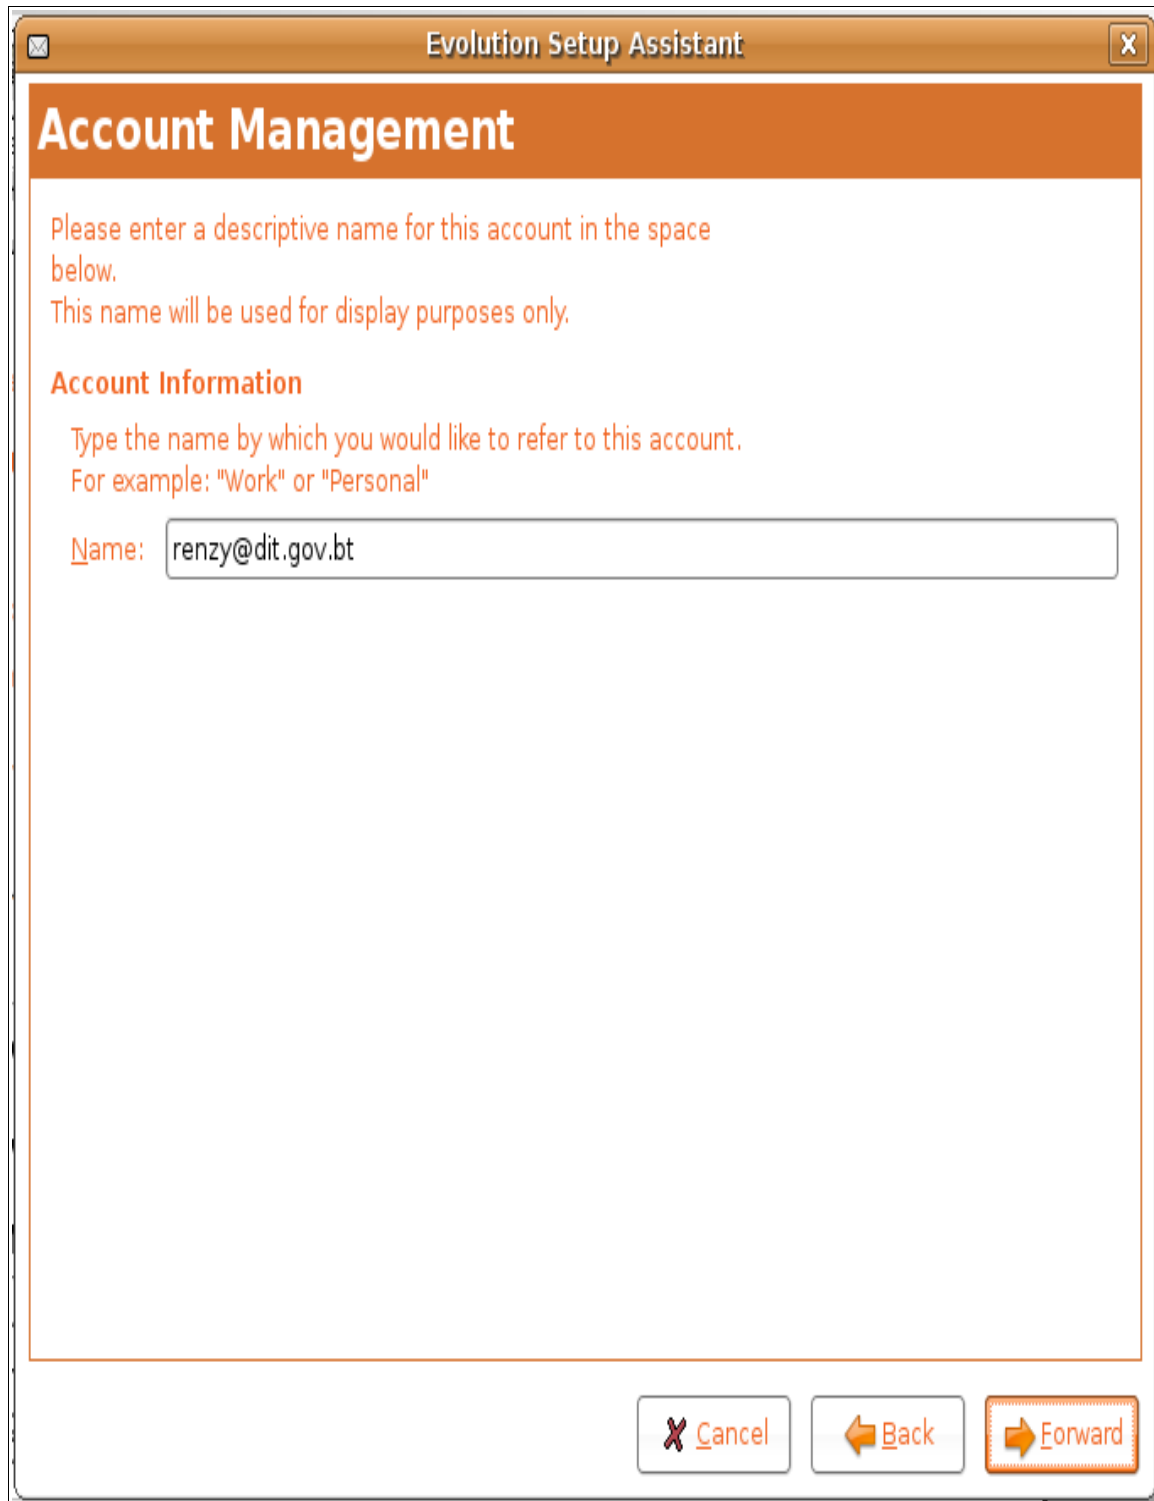 Evolution Setup Assistant
Account Management
Please enter a descriptive name for this account in the space
below.
This name will be used for display purposes only.
Account Information
Type the name by which you would like to refer to this account.
For example: "Work" or "Personal"
Name: renzy@dit.gov.bt
Cancel Back Forward